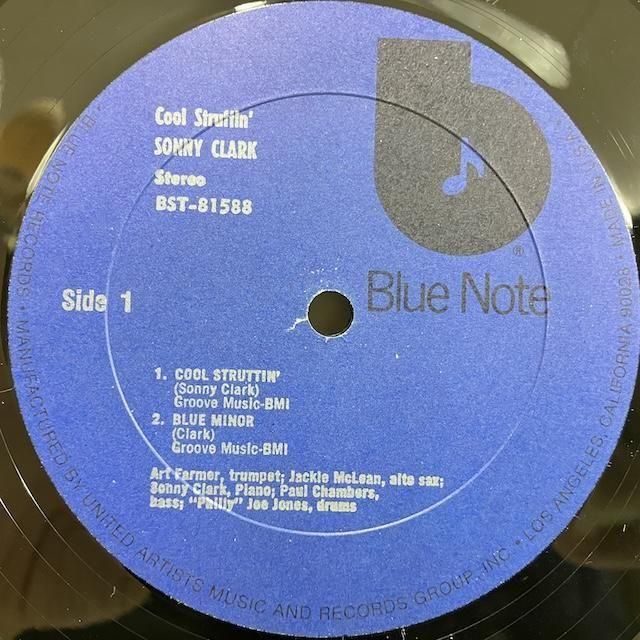 Cool Struttin'
SONNY CLARK
Stereo
BST-81588
b
®
Blue Note
Side 1
1. COOL STRUTTIN'
(Sonny Clark)
Groove Music-BMI
2. BLUE MINOR
(Clark)
Groove Music-BMI
Art Farmer, trumpet; Jackie McLean, alto sax;
Sonny Clark, Piano; Paul Chambers,
bass; "Philly" Joe Jones, drums
BLUE NOTE RECORDS • MANUFACTURED BY UNITED ARTISTS MUSIC AND RECORDS GROUP, INC • LOS ANGELES, CALIFORNIA 90028 • MADE IN U.S.A.